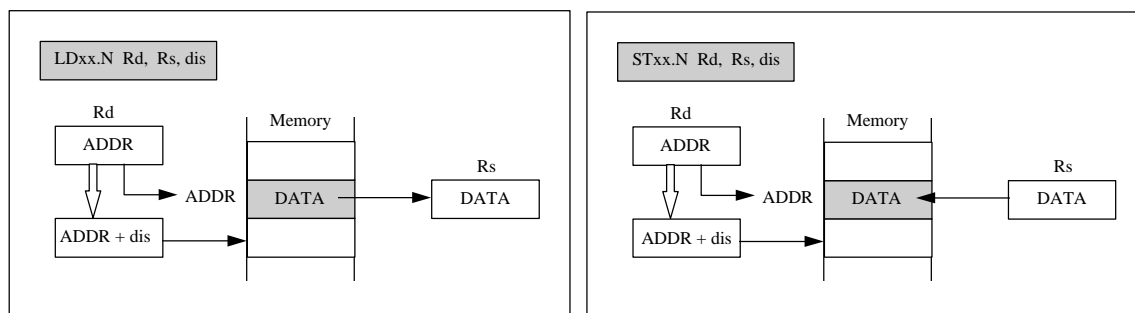 LDxx.N Rd, Rs, dis
Rd
Memory
ADDR
Rs
ADDR
DATA
DATA
ADDR + dis
STxx.N Rd, Rs, dis
Rd
Memory
ADDR
Rs
ADDR
DATA
DATA
ADDR + dis